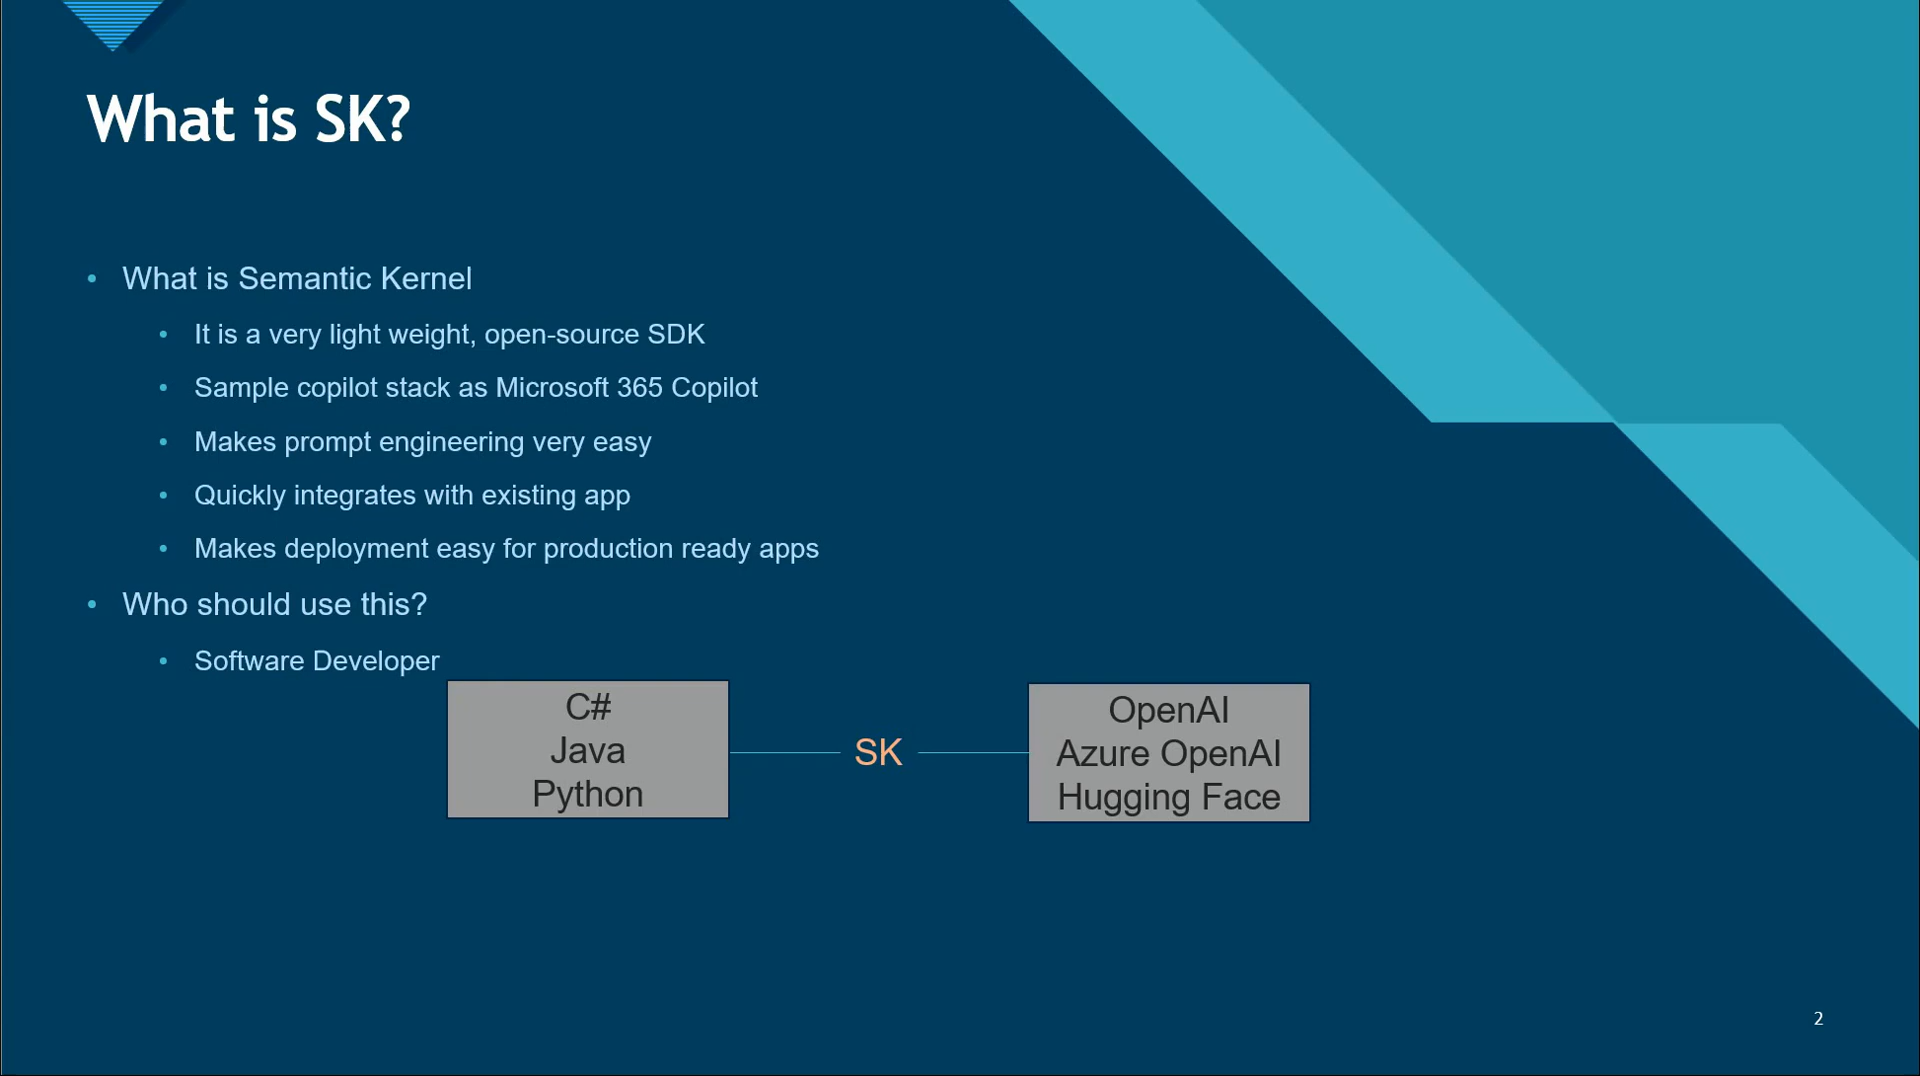 What is SK?
What is Semantic Kernel
It is a very light weight, open-source SDK
Sample copilot stack as Microsoft 365 Copilot
Makes prompt engineering very easy
Quickly integrates with existing app
Makes deployment easy for production ready apps
Who should use this?
Software Developer
C#
Java
Python
SK
OpenAI
Azure OpenAI
Hugging Face
2